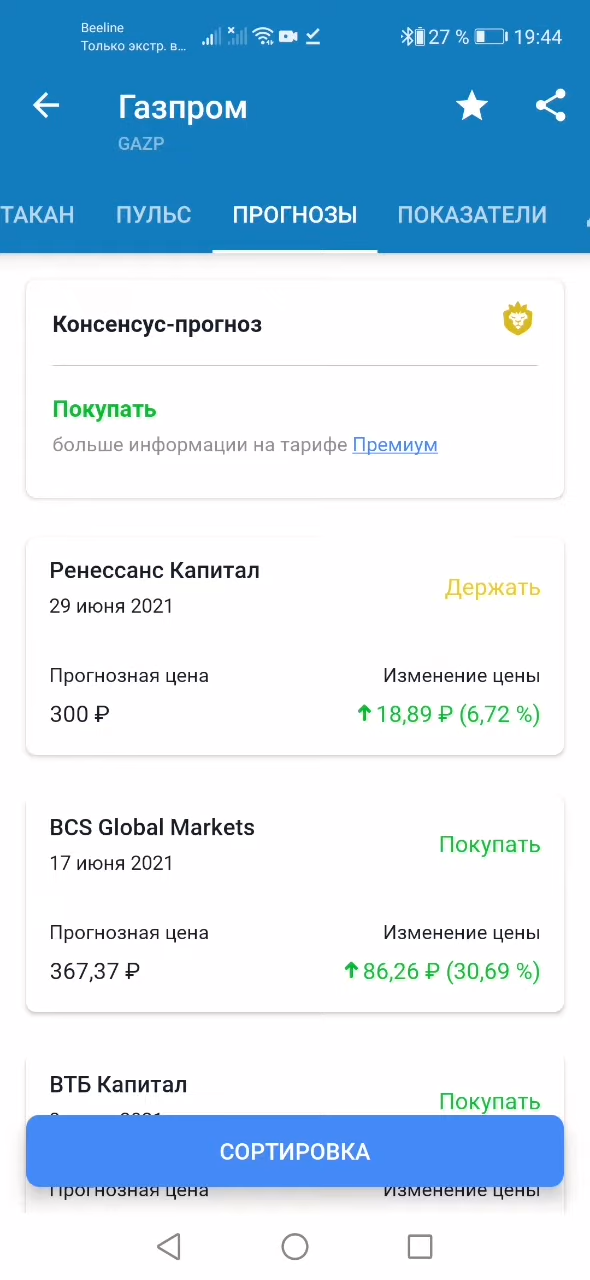 Beeline
Только экстр. в...
27 %
19:44
Газпром
GAZP
ТАКАН ПУЛЬС ПРОГНОЗЫ ПОКАЗАТЕЛИ
Консенсус-прогноз
Покупать
больше информации на тарифе Премиум
Ренессанс Капитал
Держать
29 июня 2021
Прогнозная цена Изменение цены
300 ₽ 18,89 ₽ (6,72 %)
BCS Global Markets
Покупать
17 июня 2021
Прогнозная цена Изменение цены
367,37 ₽ 86,26 ₽ (30,69 %)
ВТБ Капитал
Покупать
СОРТИРОВКА
Прогнозная цена Изменение цены